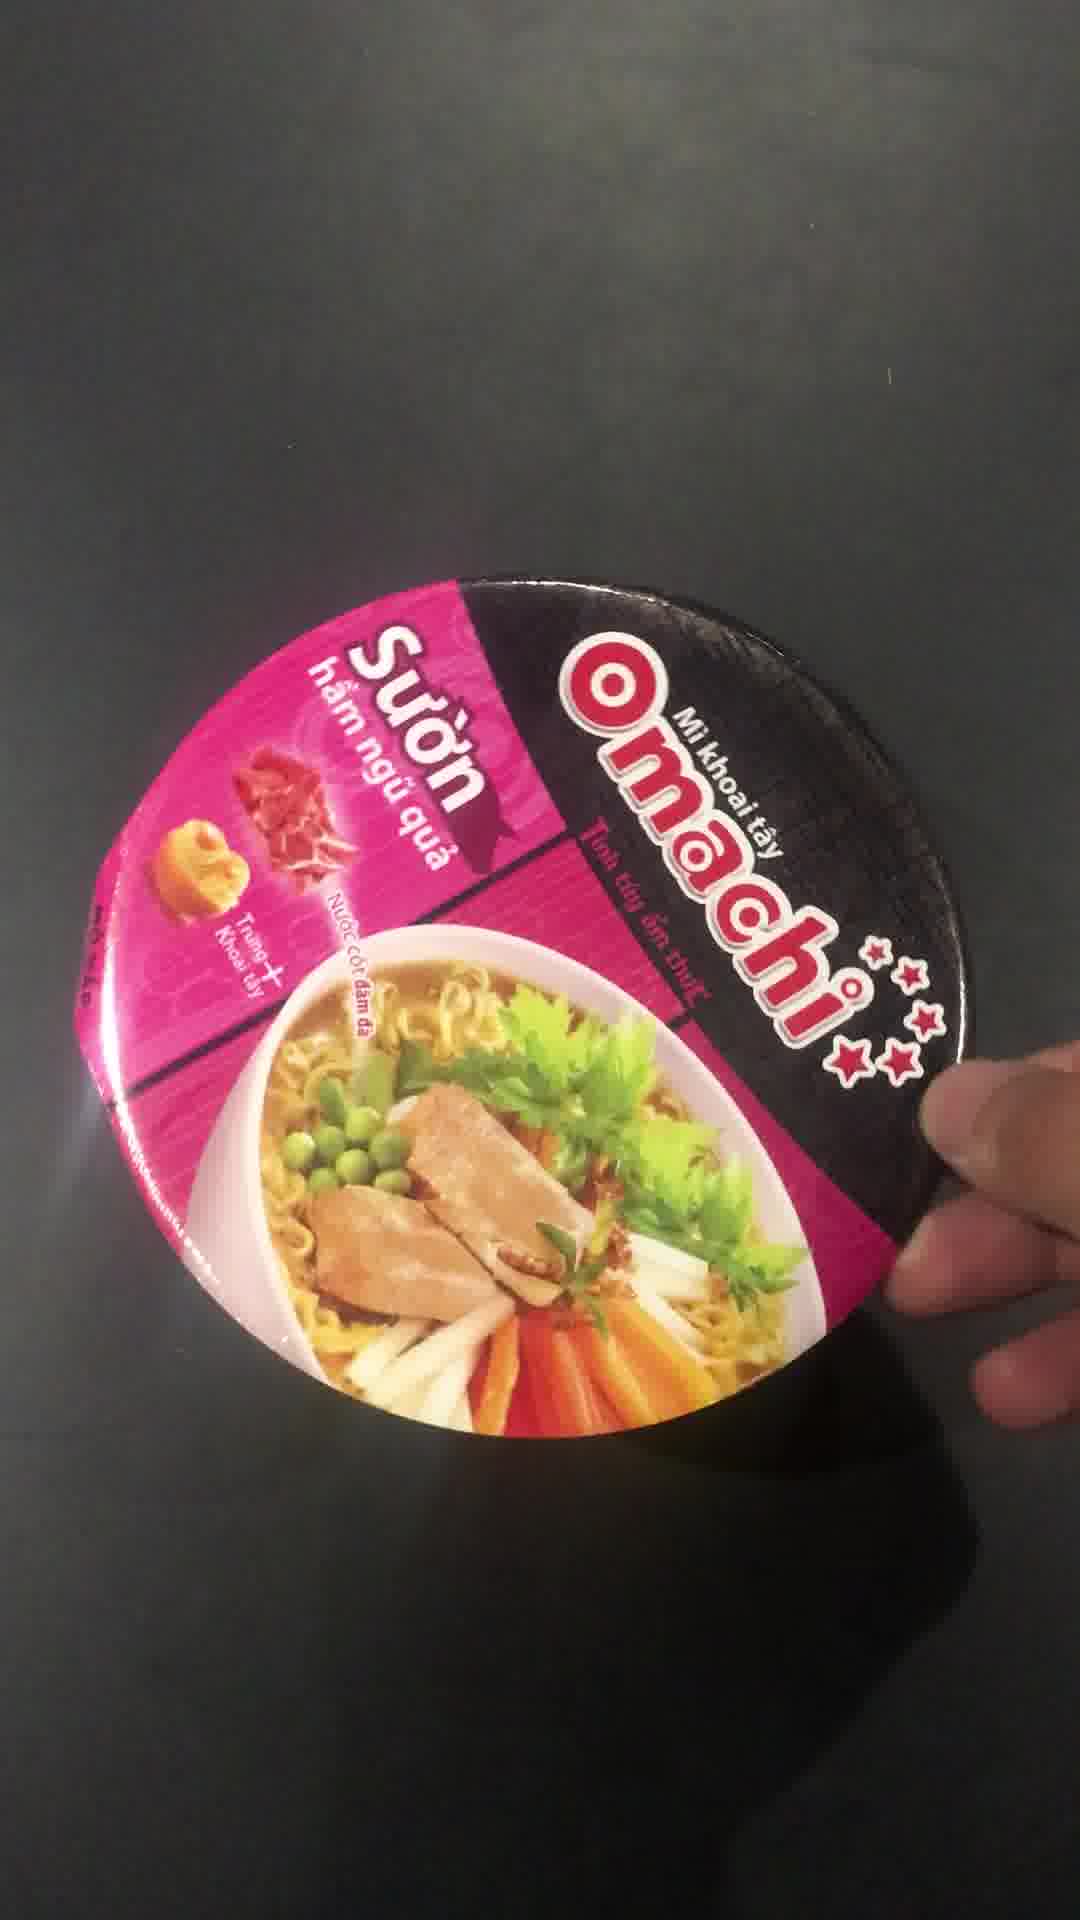 Mì khoai tây
Omachi
Tinh túy ẩm thực
Sườn
hầm ngũ quả
Nước cốt đậm đà
Trứng +
Khoai tây